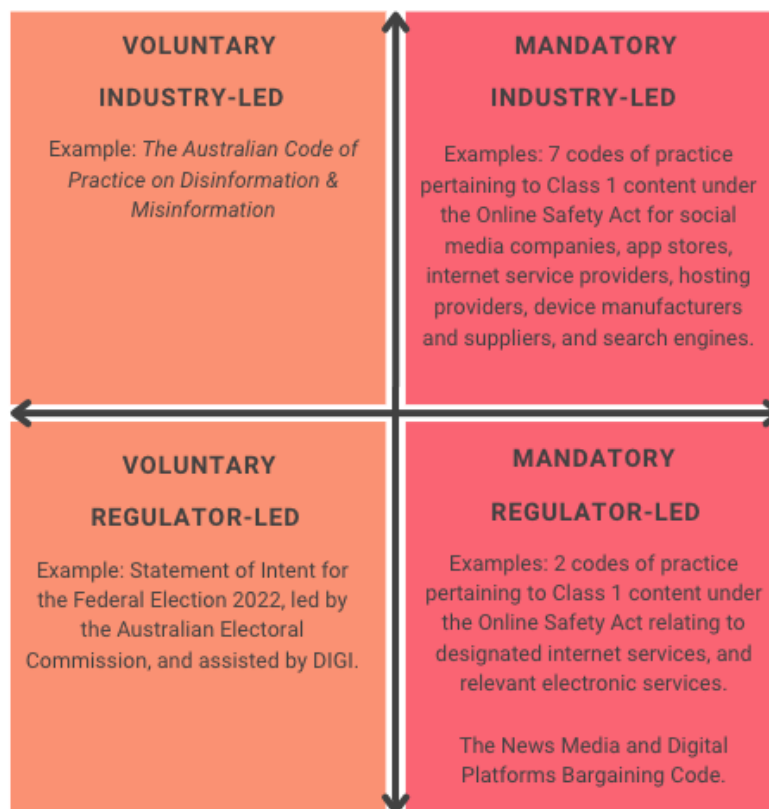 VOLUNTARY
INDUSTRY-LED
Example: The Australian Code of
Practice on Disinformation &
Misinformation
MANDATORY
INDUSTRY-LED
Examples: 7 codes of practice
pertaining to Class 1 content under
the Online Safety Act for social
media companies, app stores,
internet service providers, hosting
providers, device manufacturers
and suppliers, and search engines.
VOLUNTARY
REGULATOR-LED
Example: Statement of Intent for
the Federal Election 2022, led by
the Australian Electoral
Commission, and assisted by DIGI.
MANDATORY
REGULATOR-LED
Examples: 2 codes of practice
pertaining to Class 1 content under
the Online Safety Act relating to
designated internet services, and
relevant electronic services.
The News Media and Digital
Platforms Bargaining Code.